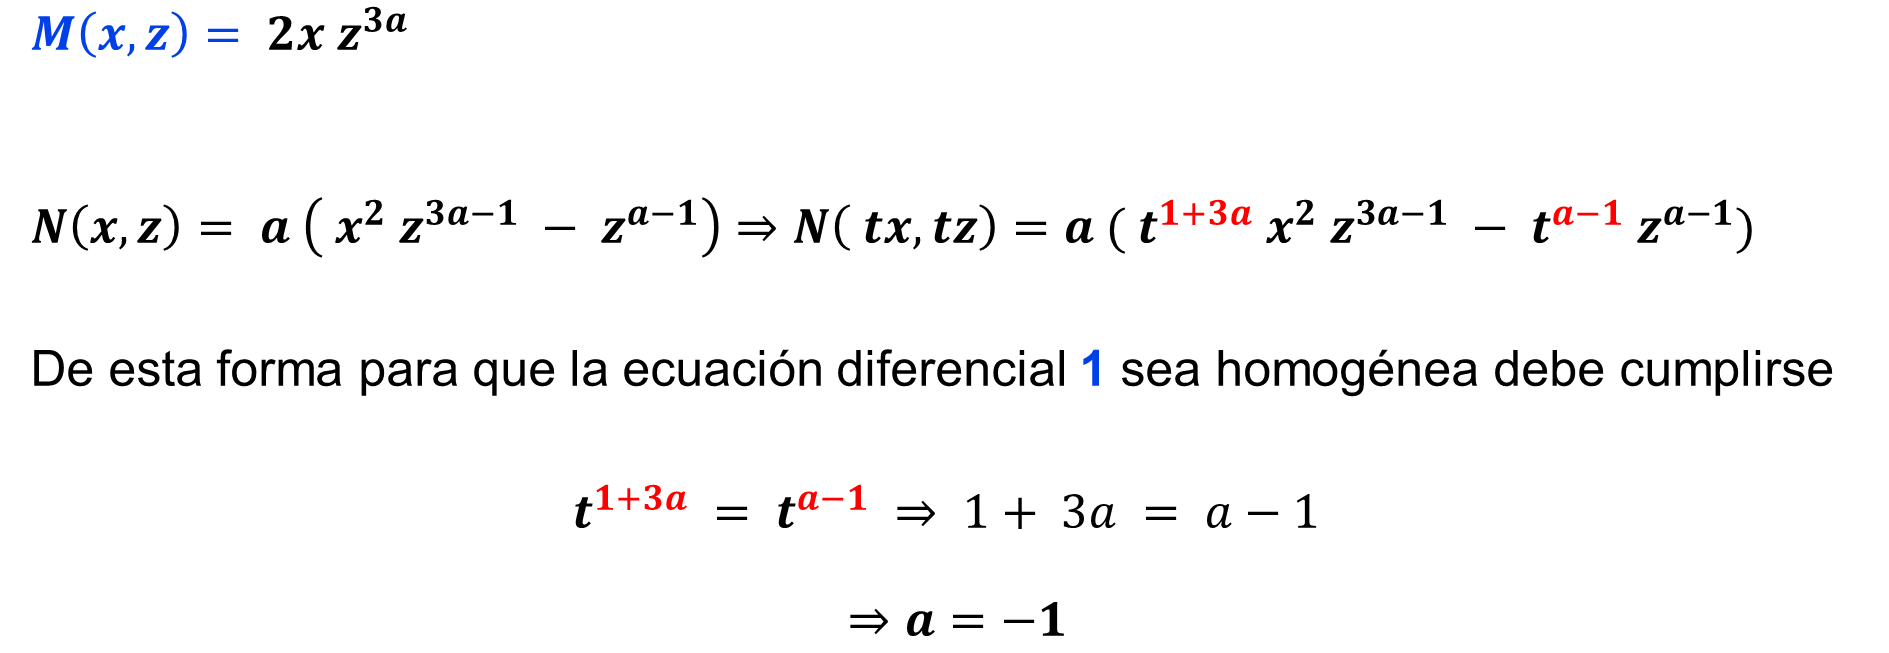 M(x, z) = 2x z^{3a}
N(x, z) = a ( x^2 z^{3a−1} − z^{a−1}) ⇒ N( tx, tz) = a ( t^{1+3a} x^2 z^{3a−1} − t^{a−1} z^{a−1})
De esta forma para que la ecuación diferencial 1 sea homogénea debe cumplirse
t^{1+3a} = t^{a−1} ⇒ 1 + 3a = a − 1
⇒ a = −1